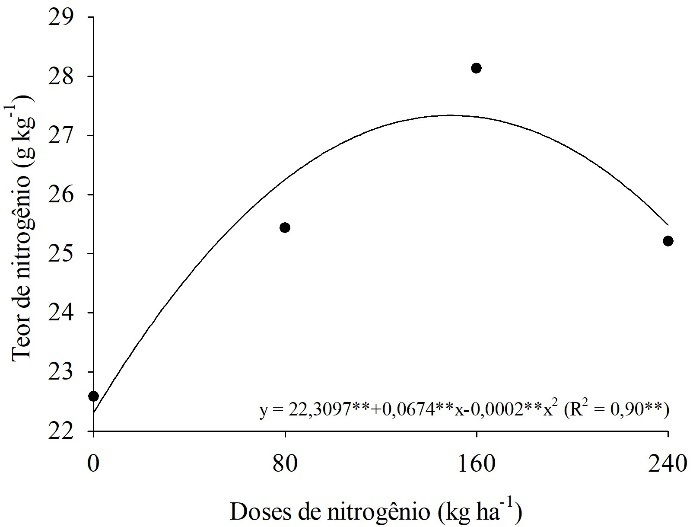 29
28
27
26
25
24
23
22
Teor de nitrogênio (g kg⁻¹)
y = 22,3097**+0,0674**x-0,0002**x² (R² = 0,90**)
0 80 160 240
Doses de nitrogênio (kg ha⁻¹)